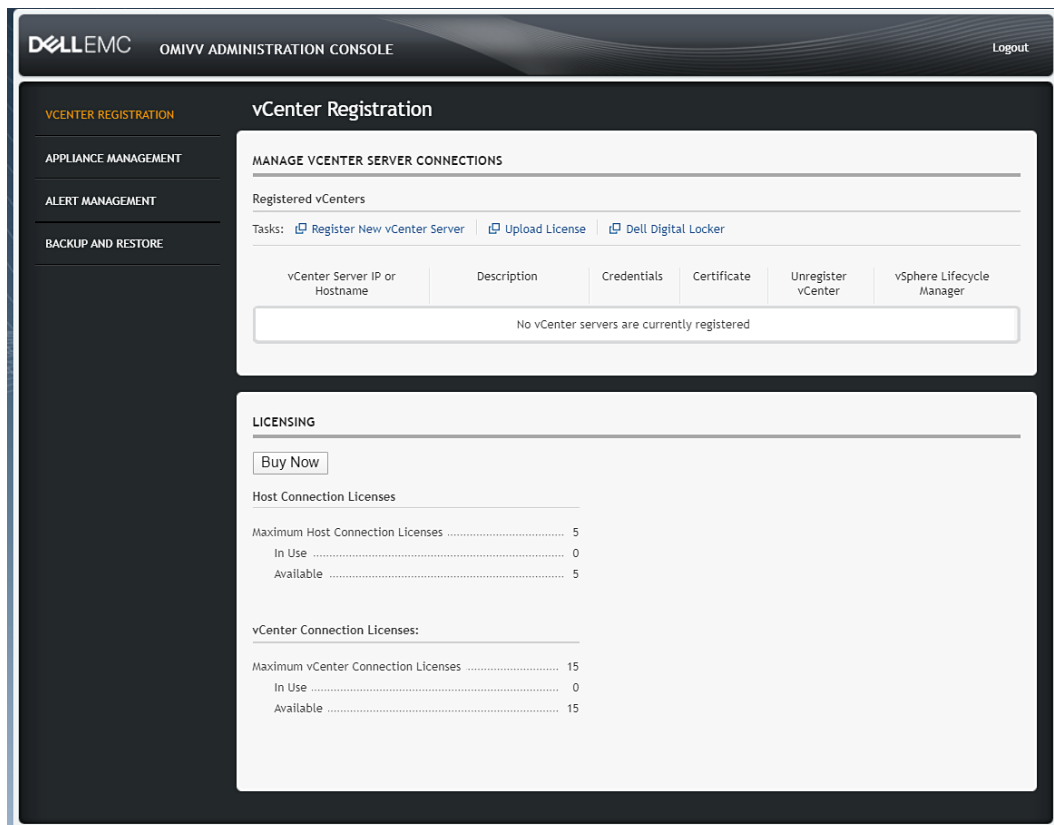 DELLEMC OMIVV ADMINISTRATION CONSOLE
Logout
VCENTER REGISTRATION
APPLIANCE MANAGEMENT
ALERT MANAGEMENT
BACKUP AND RESTORE
vCenter Registration
MANAGE VCENTER SERVER CONNECTIONS
Registered vCenters
Tasks: Register New vCenter Server Upload License Dell Digital Locker
vCenter Server IP or Hostname Description Credentials Certificate Unregister vCenter vSphere Lifecycle Manager
No vCenter servers are currently registered
LICENSING
Buy Now
Host Connection Licenses
Maximum Host Connection Licenses 5
In Use 0
Available 5
vCenter Connection Licenses:
Maximum vCenter Connection Licenses 15
In Use 0
Available 15